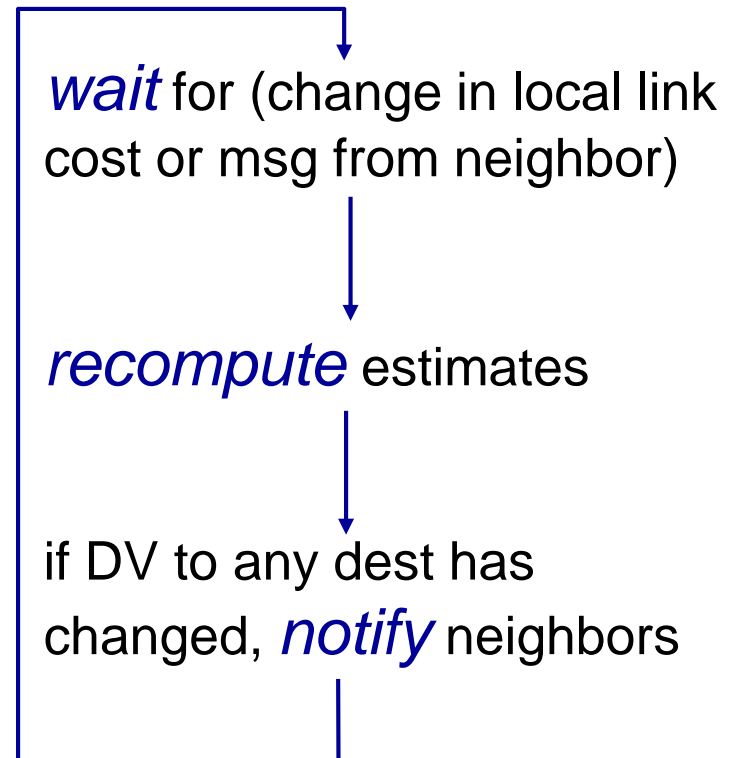 wait for (change in local link
cost or msg from neighbor)
recompute estimates
if DV to any dest has
changed, notify neighbors